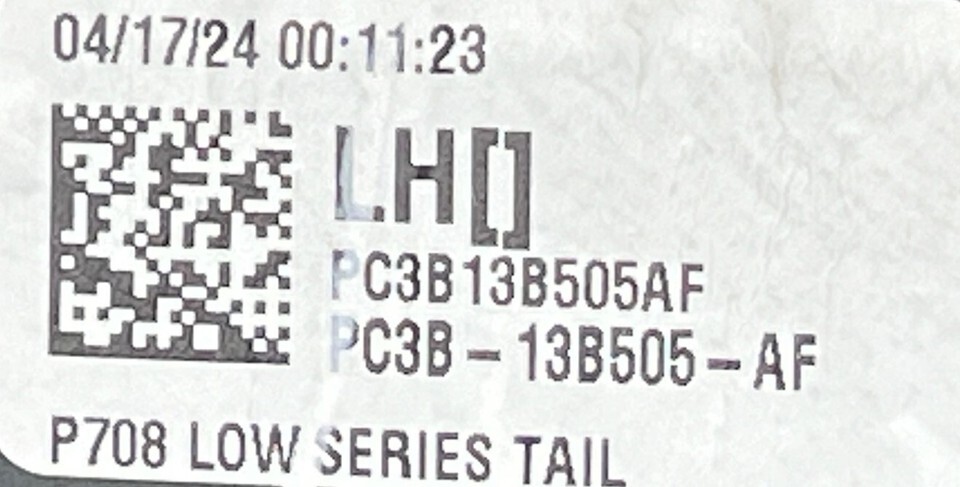 04/17/24 00:11:23
LH[]
PC3B13B505AF
PC3B-13B505-AF
P708 LOW SERIES TAIL